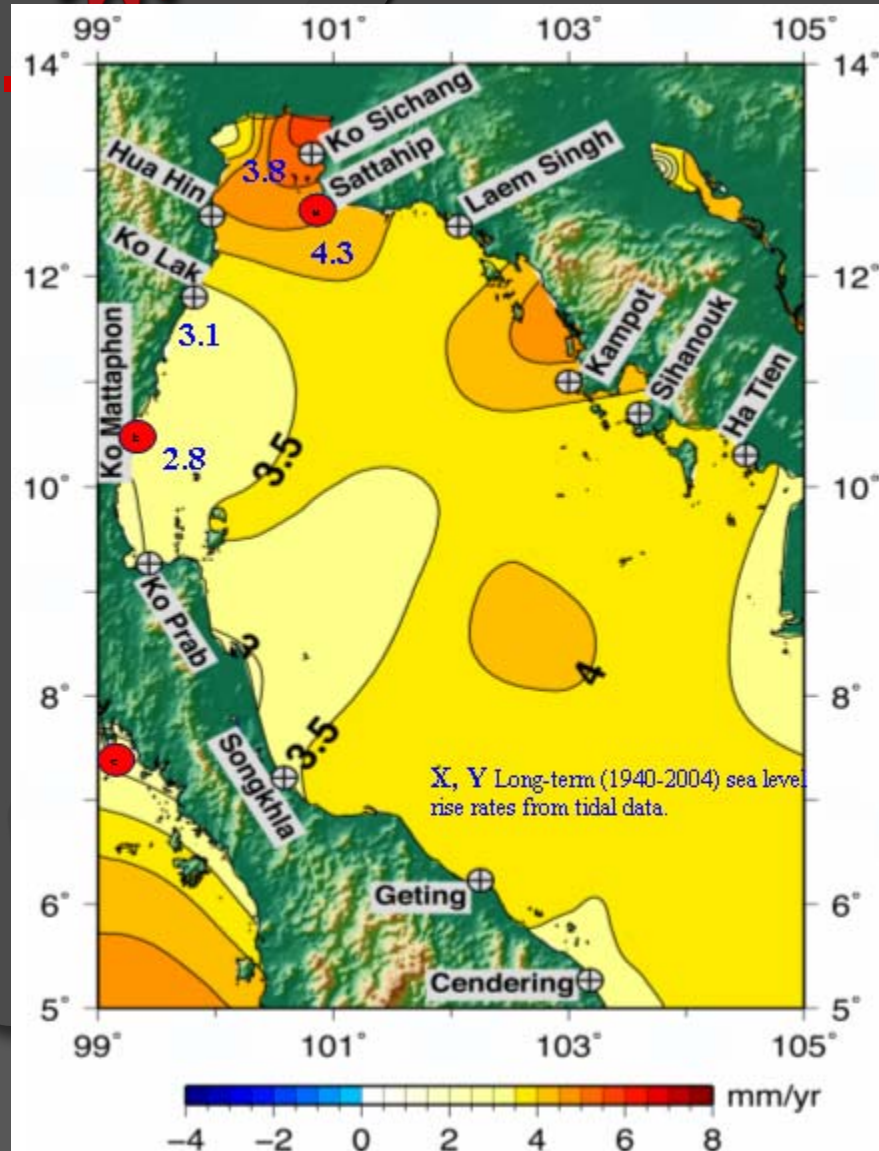 99° 101° 103° 105°
14° 14°
Ko Sichang
3.8
Sattahip
Hua Hin
Laem Singh
4.3
Ko Lak
12° 12°
3.1
Kampot
Sihanouk
Ko Mattaphon
Ha Tien
2.8
3.5
10° 10°
Ko Prab
3
4
8° 8°
3.5
Songkhla
X, Y Long-term (1940-2004) sea level
rise rates from tidal data.
6° 6°
Geting
Cendering
5° 5°
99° 101° 103° 105°
mm/yr
−4 −2 0 2 4 6 8